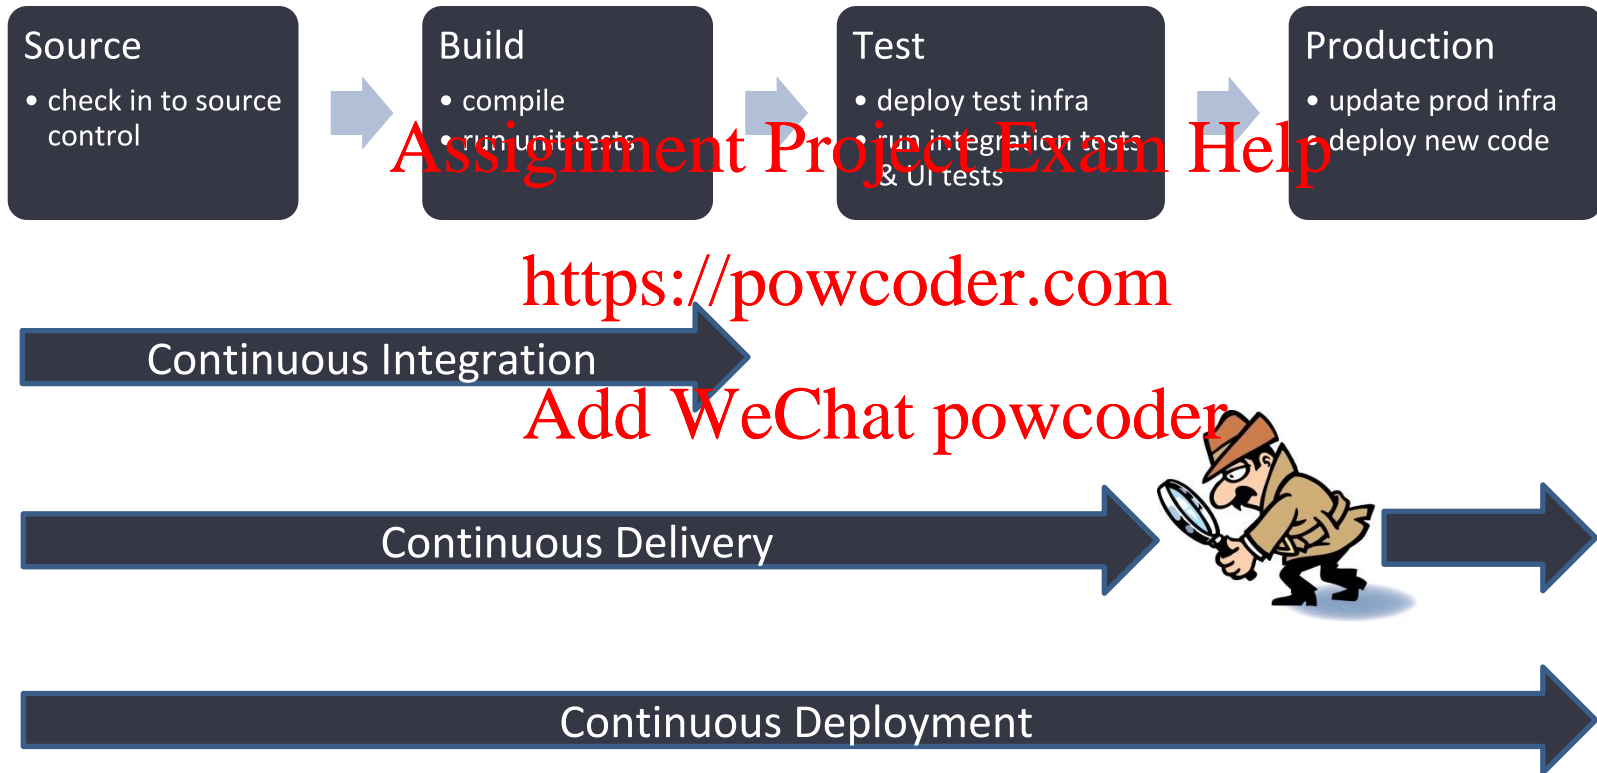 Source
• check in to source
control
Build
• compile
• run unit tests
Test
• deploy test infra
• run integration tests
& UI tests
Production
• update prod infra
• deploy new code
Assignment Project Exam Help
https://powcoder.com
Continuous Integration
Add WeChat powcoder
Continuous Delivery
Continuous Deployment